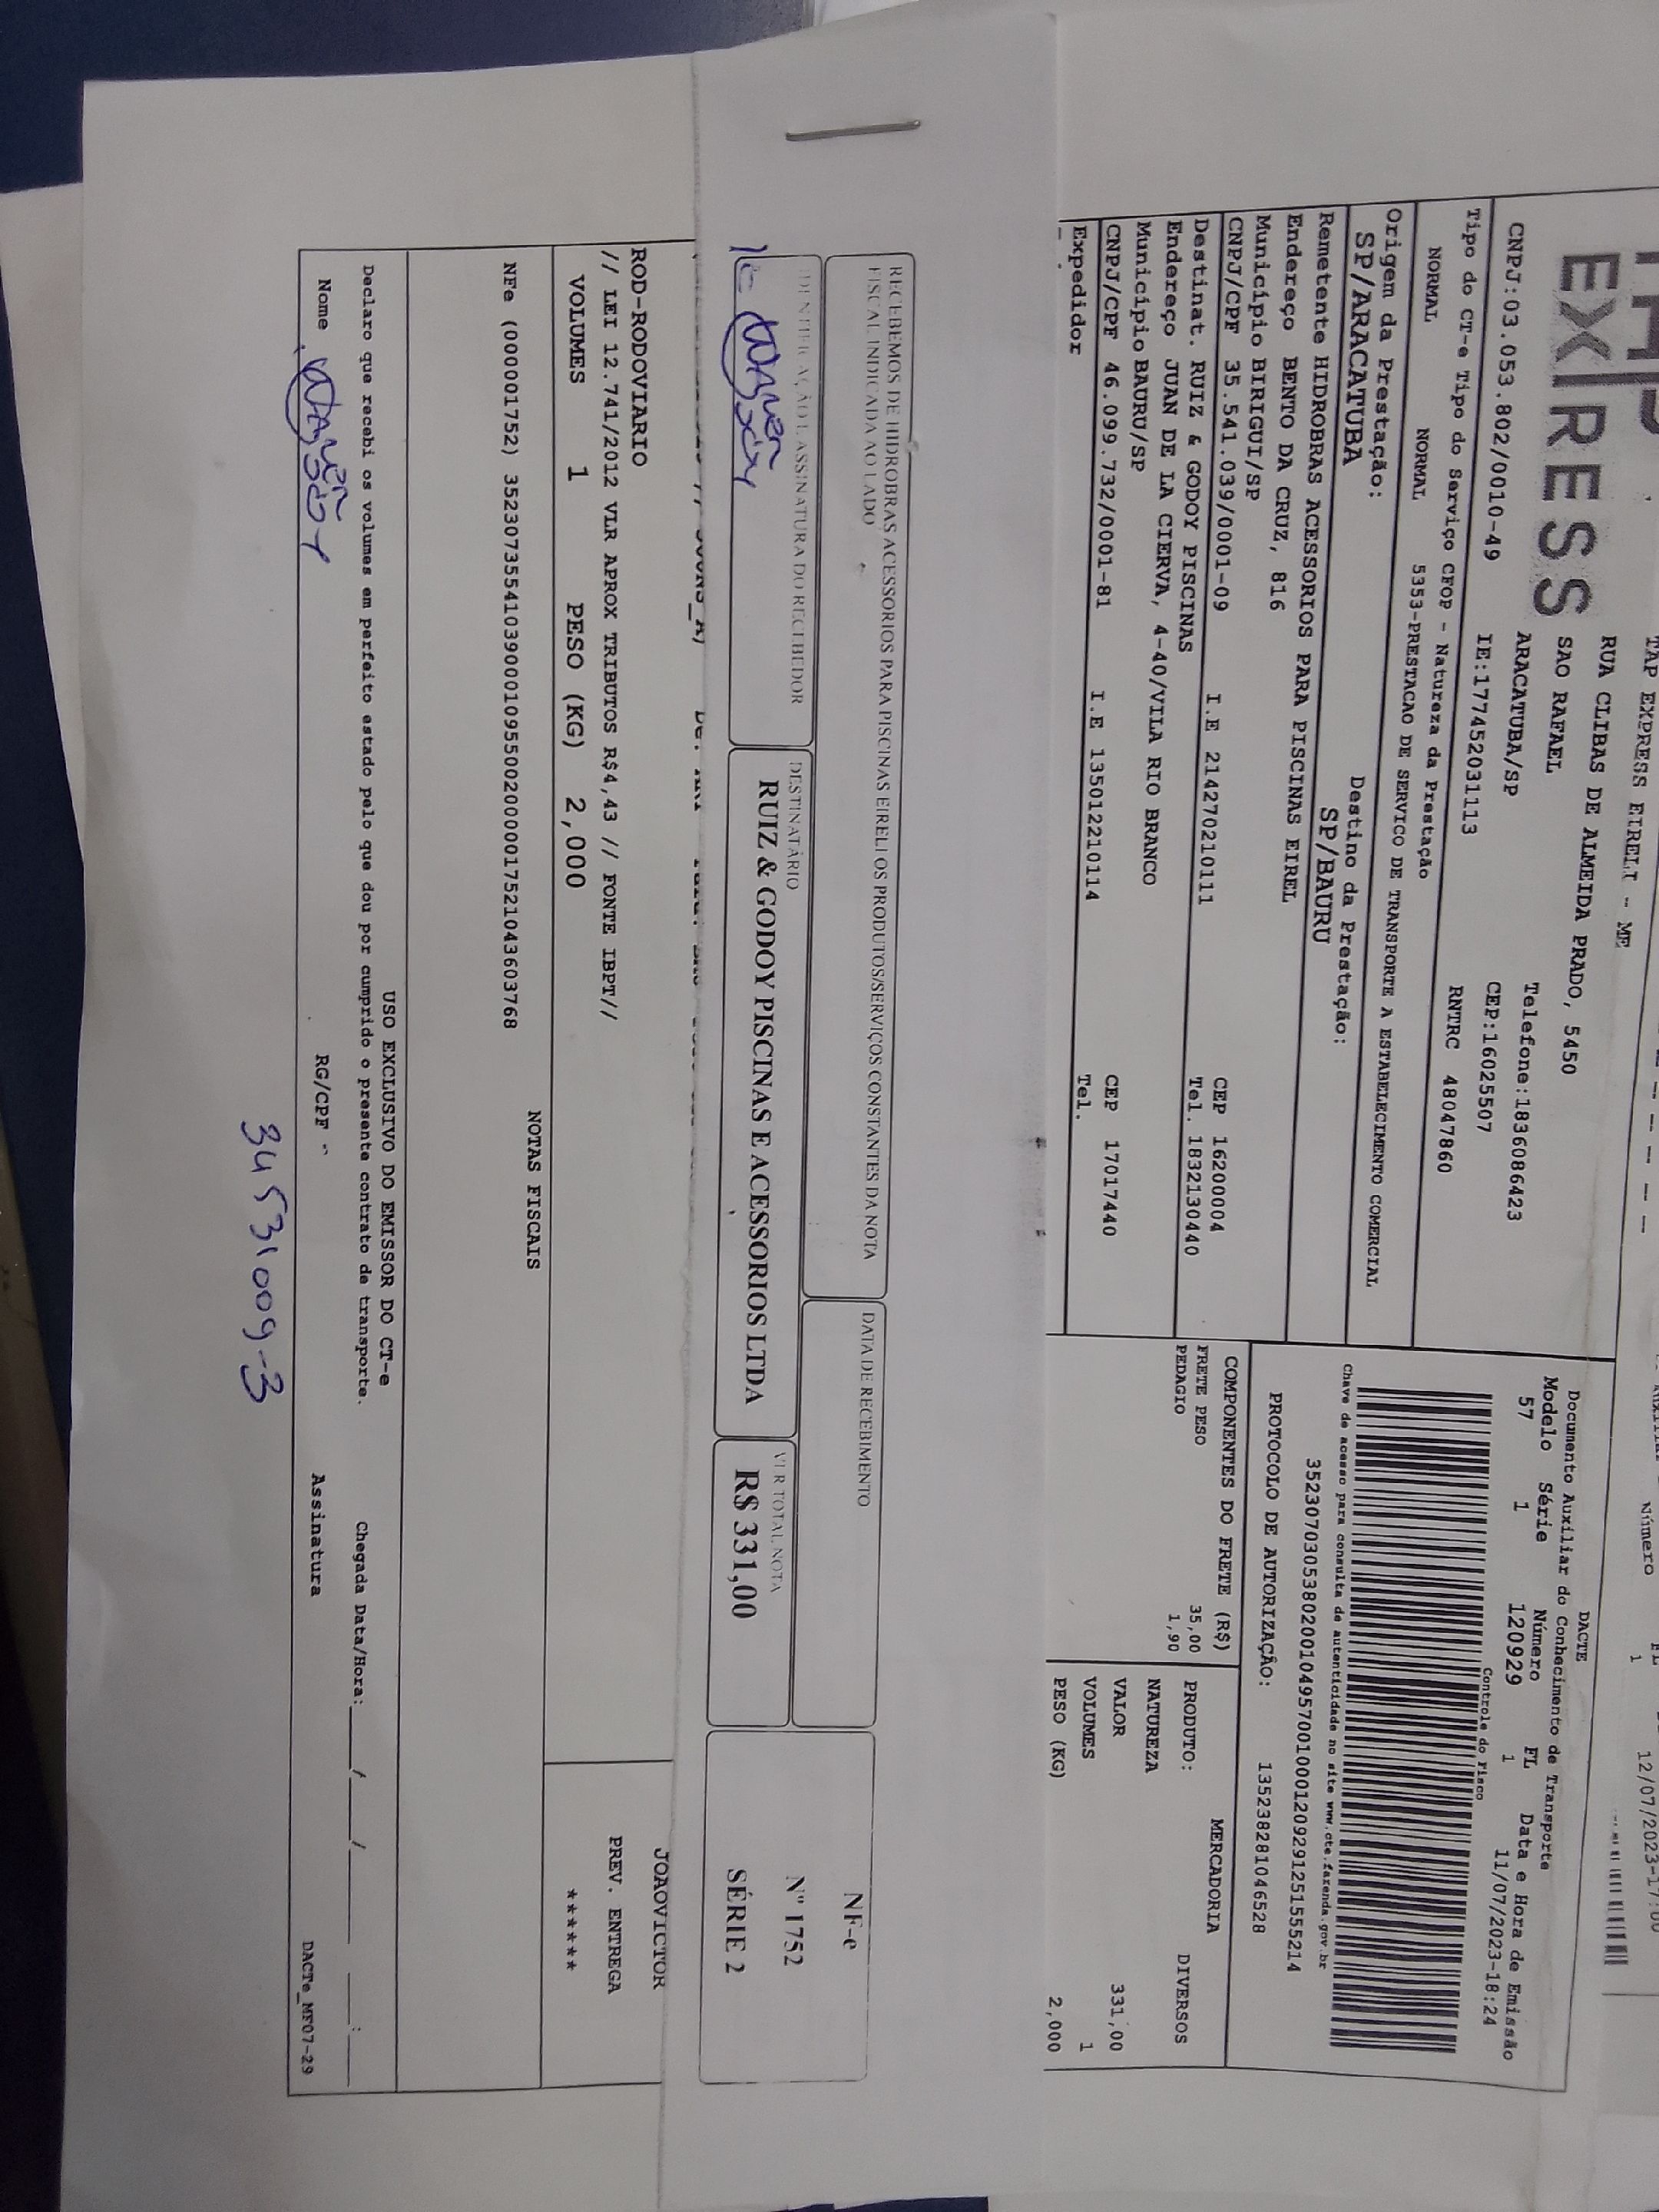 TAP EXPRESS EIRELI - ME
RUA CLIBAS DE ALMEIDA PRADO, 5450
SAO RAFAEL
ARACATUBA/SP
Telefone:1836086423
EXPRESS
CNPJ:03.053.802/0010-49 IE:177452031113 CEP:16025507
RNTRC 48047860
Número FL
1 12/07/2023-17:00
DACTE
Documento Auxiliar do Conhecimento de Transporte
Modelo Série Número FL Data e Hora de Emissão
57 1 120929 1 11/07/2023-18:24
Controle do Fisco
Chave de acesso para consulta de autenticidade no site www.cte.fazenda.gov.br
35230703053802001049570010001209291251555214
PROTOCOLO DE AUTORIZAÇÃO: 135238281046528
Tipo do CT-e Tipo do Serviço CFOP - Natureza da Prestação
NORMAL NORMAL 5353-PRESTACAO DE SERVICO DE TRANSPORTE A ESTABELECIMENTO COMERCIAL
Origem da Prestação: Destino da Prestação:
SP/ARACATUBA SP/BAURU
Remetente HIDROBRAS ACESSORIOS PARA PISCINAS EIREL
Endereço BENTO DA CRUZ, 816
Município BIRIGUI/SP CEP 16200004
CNPJ/CPF 35.541.039/0001-09 I.E 214270210111 Tel. 1832130440
Destinat. RUIZ & GODOY PISCINAS
Endereço JUAN DE LA CIERVA, 4-40/VILA RIO BRANCO
Município BAURU/SP CEP 17017440
CNPJ/CPF 46.099.732/0001-81 I.E 135012210114 Tel.
Expedidor
COMPONENTES DO FRETE (R$)
FRETE PESO 35,00
PEDAGIO 1,90
MERCADORIA
PRODUTO: DIVERSOS
NATUREZA
VALOR 331,00
VOLUMES 1
PESO (KG) 2,000
RECEBEMOS DE HIDROBRAS ACESSORIOS PARA PISCINAS EIRELI OS PRODUTOS/SERVIÇOS CONSTANTES DA NOTA
FISCAL INDICADA AO LADO
DATA DE RECEBIMENTO
NF-e
Nº 1752
SÉRIE 2
IDENTIFICAÇÃO E ASSINATURA DO RECEBEDOR
DESTINATÁRIO
RUIZ & GODOY PISCINAS E ACESSORIOS LTDA
VLR TOTAL NOTA
R$ 331,00
JOAOVICTOR
ROD-RODOVIARIO
// LEI 12.741/2012 VLR APROX TRIBUTOS R$4,43 // FONTE IBPT//
PREV. ENTREGA
VOLUMES 1 PESO (KG) 2,000
******
NOTAS FISCAIS
NFe (000001752) 35230735541039000109550020000017521043603768
USO EXCLUSIVO DO EMISSOR DO CT-e
Declaro que recebi os volumes em perfeito estado pelo que dou por cumprido o presente contrato de transporte. Chegada Data/Hora: ____/____/______ ____:____
Nome RG/CPF Assinatura
DACTe_MF07-29
34531009-3